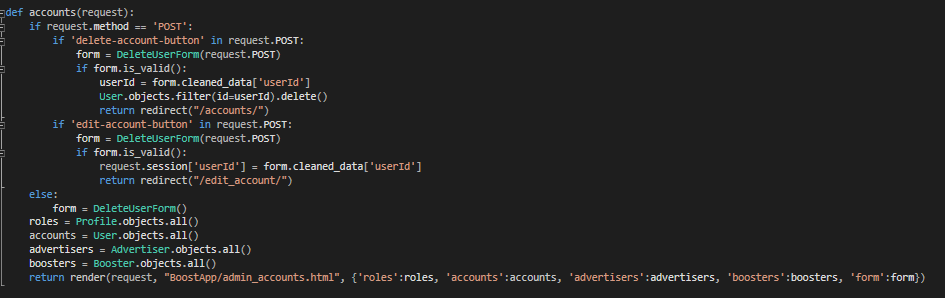 def accounts(request):
    if request.method == 'POST':
        if 'delete-account-button' in request.POST:
            form = DeleteUserForm(request.POST)
            if form.is_valid():
                userId = form.cleaned_data['userId']
                User.objects.filter(id=userId).delete()
                return redirect("/accounts/")
        if 'edit-account-button' in request.POST:
            form = DeleteUserForm(request.POST)
            if form.is_valid():
                request.session['userId'] = form.cleaned_data['userId']
                return redirect("/edit_account/")
    else:
        form = DeleteUserForm()
    roles = Profile.objects.all()
    accounts = User.objects.all()
    advertisers = Advertiser.objects.all()
    boosters = Booster.objects.all()
    return render(request, "BoostApp/admin_accounts.html", {'roles':roles, 'accounts':accounts, 'advertisers':advertisers, 'boosters':boosters, 'form':form})